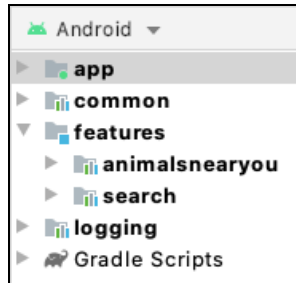 Android
app
common
features
animalsnearyou
search
logging
Gradle Scripts